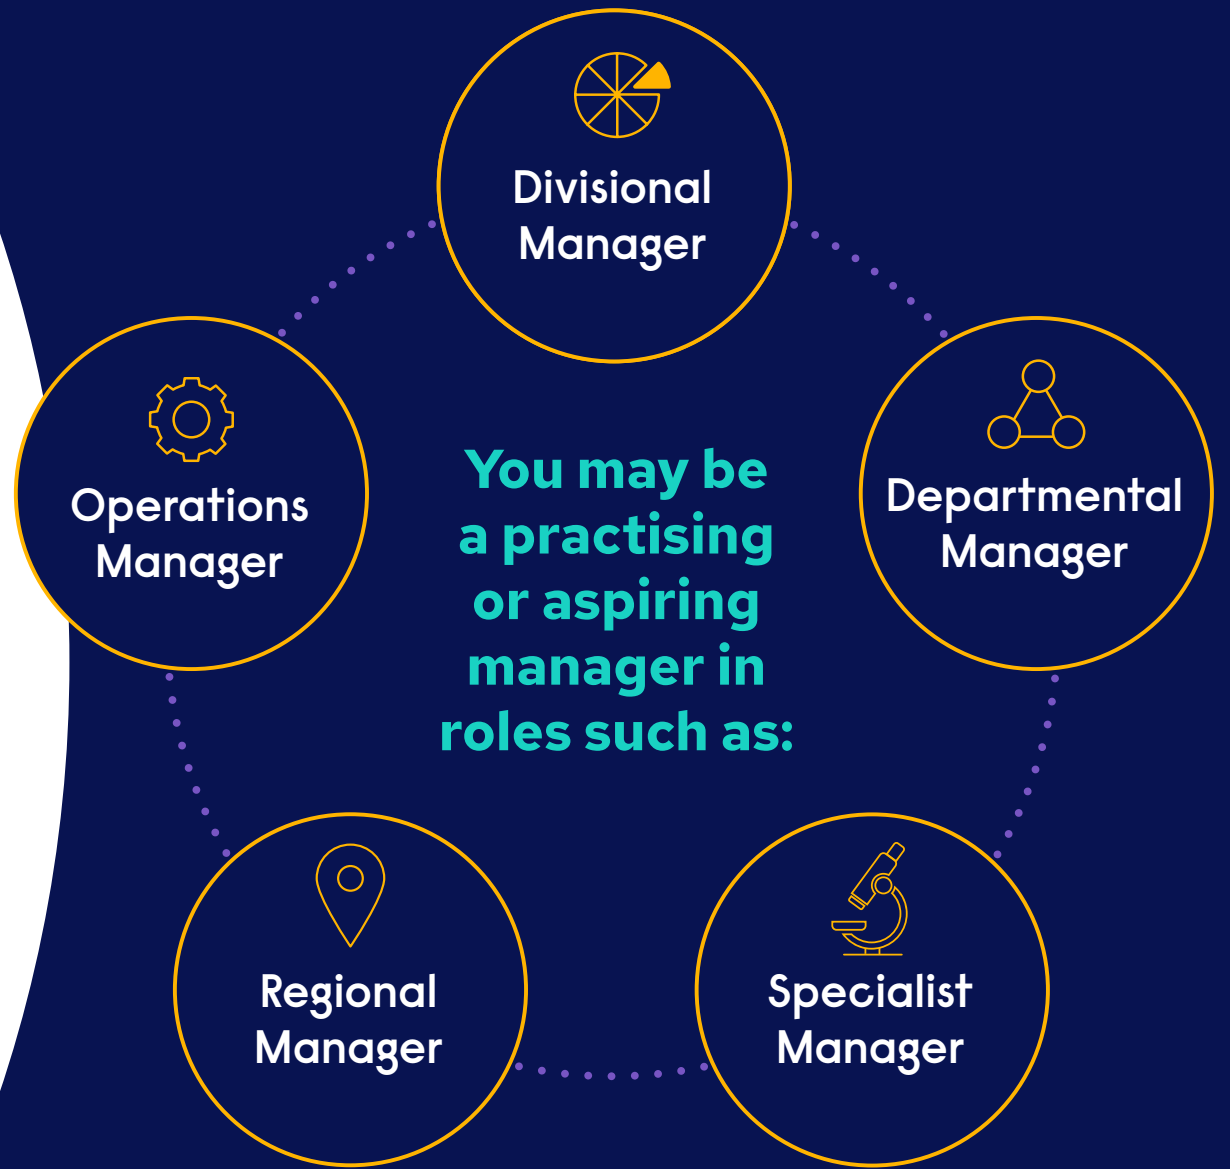 You may be
a practising
or aspiring
manager in
roles such as:
Divisional
Manager
Departmental
Manager
Specialist
Manager
Regional
Manager
Operations
Manager